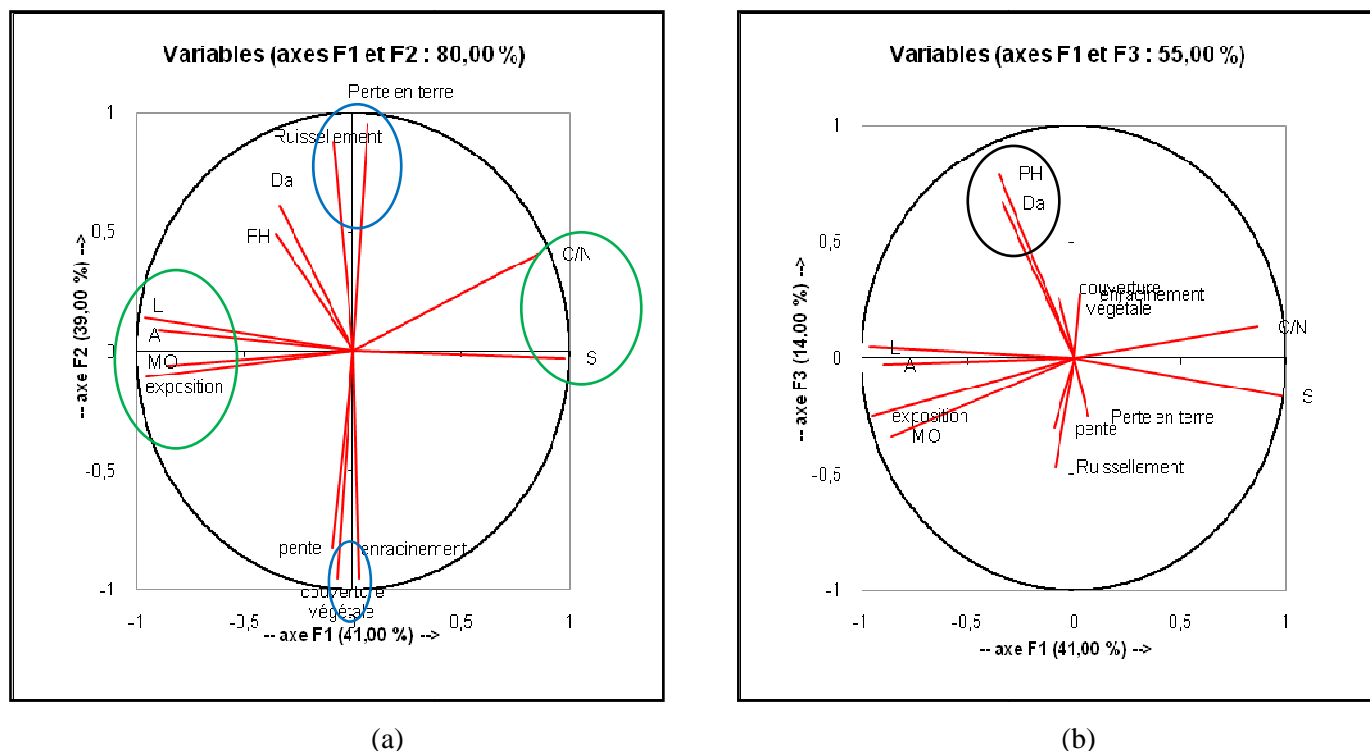 Variables (axes F1 et F2 : 80,00 %)
Perte en terre
1
Ruissellement
Da
0,5
FH
C/N
L
A
0
MO
S
exposition
-0,5
pente
enracinement
couverture
végétale
-1
-1
-0,5
0
0,5
1
-- axe F2 (39,00 %) -->
-- axe F1 (41,00 %) -->
(a)
Variables (axes F1 et F3 : 55,00 %)
1
PH
Da
0,5
couverture
enracinement
végétale
C/N
L
0
A
S
exposition
Perte en terre
pente
MO
Ruissellement
-0,5
-1
-1
-0,5
0
0,5
1
-- axe F3 (14,00 %) -->
-- axe F1 (41,00 %) -->
(b)